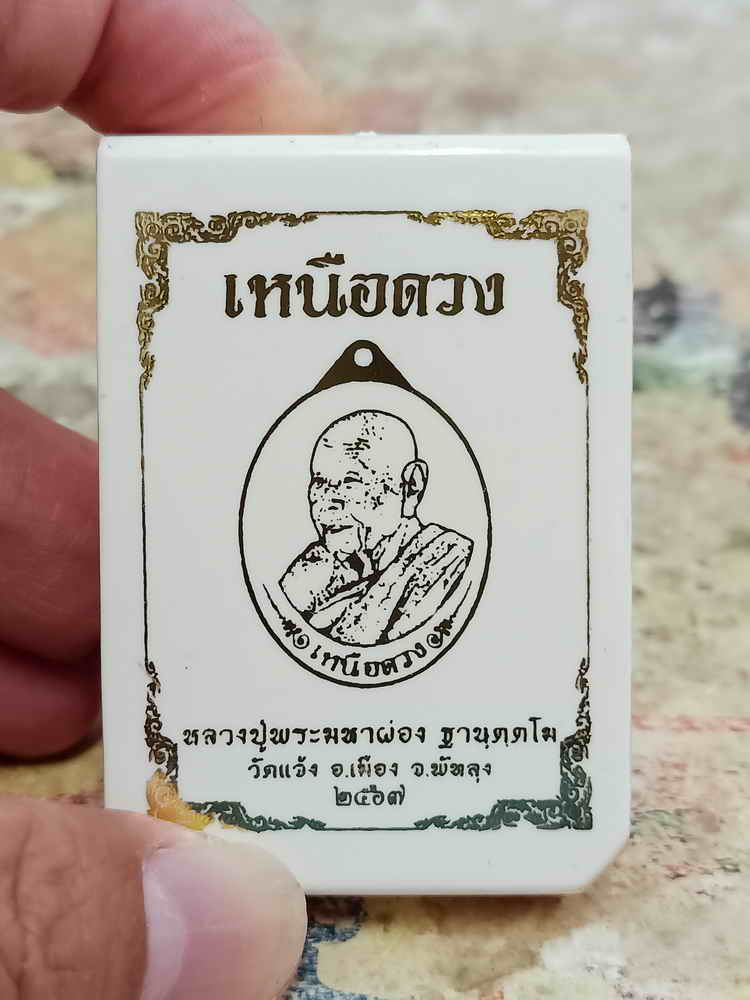 เหนือดวง
เหนือดวง
หลวงปู่พระมหาผ่อง ฐานุตฺตโม
วัดแจ้ง อ.เมือง จ.พัทลุง
๒๕๖๗